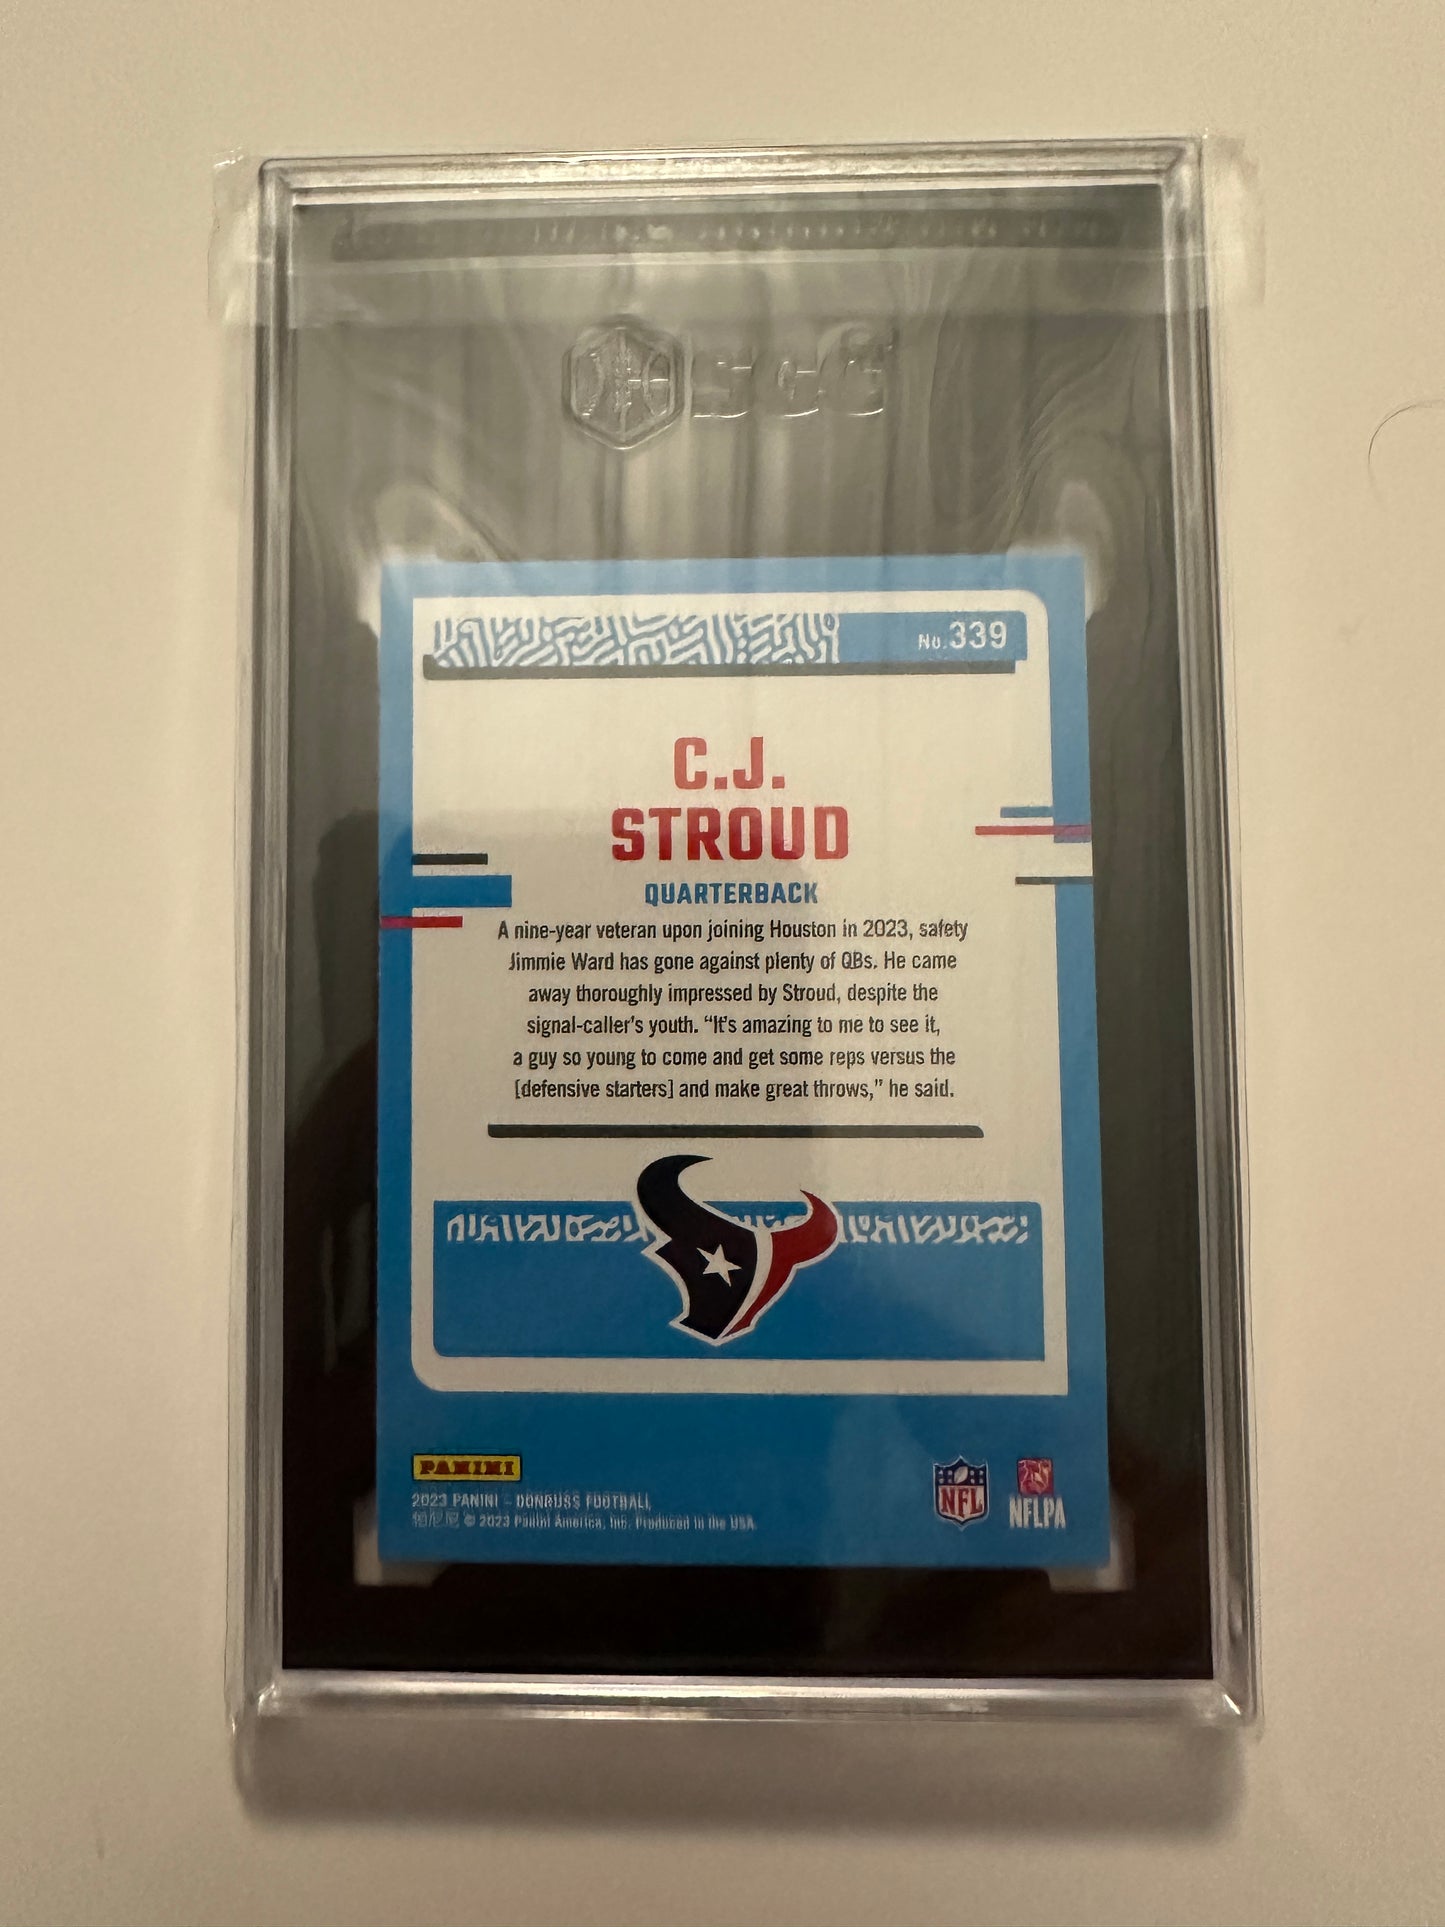 SGC
No.339
C.J.
STROUD
QUARTERBACK
A nine-year veteran upon joining Houston in 2023, safety
Jimmie Ward has gone against plenty of QBs. He came
away thoroughly impressed by Stroud, despite the
signal-caller's youth. “It's amazing to me to see it,
a guy so young to come and get some reps versus the
[defensive starters] and make great throws,” he said.
PANINI
2023 PANINI - DONRUSS FOOTBALL
© 2023 Panini America, Inc. Produced in the USA.
NFL
NFLPA